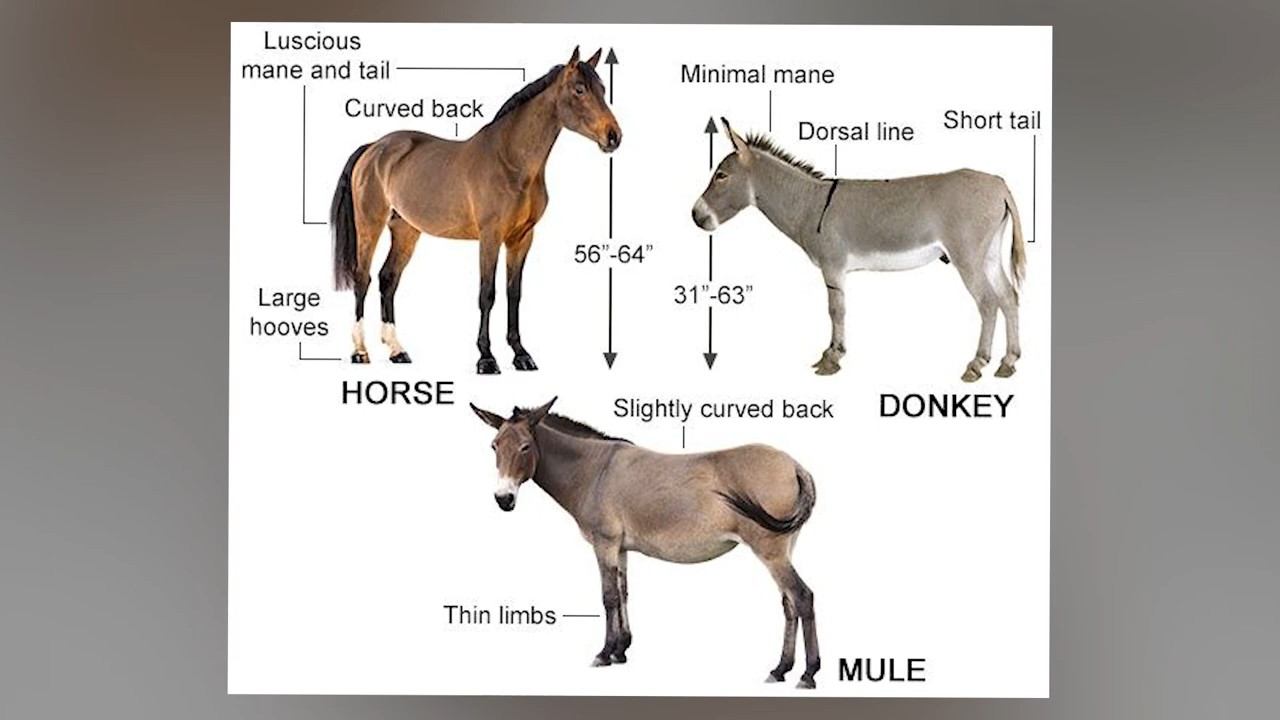 Luscious
mane and tail
Curved back
56”-64”
Large
hooves
HORSE
Minimal mane
Dorsal line
Short tail
31”-63”
DONKEY
Slightly curved back
Thin limbs
MULE